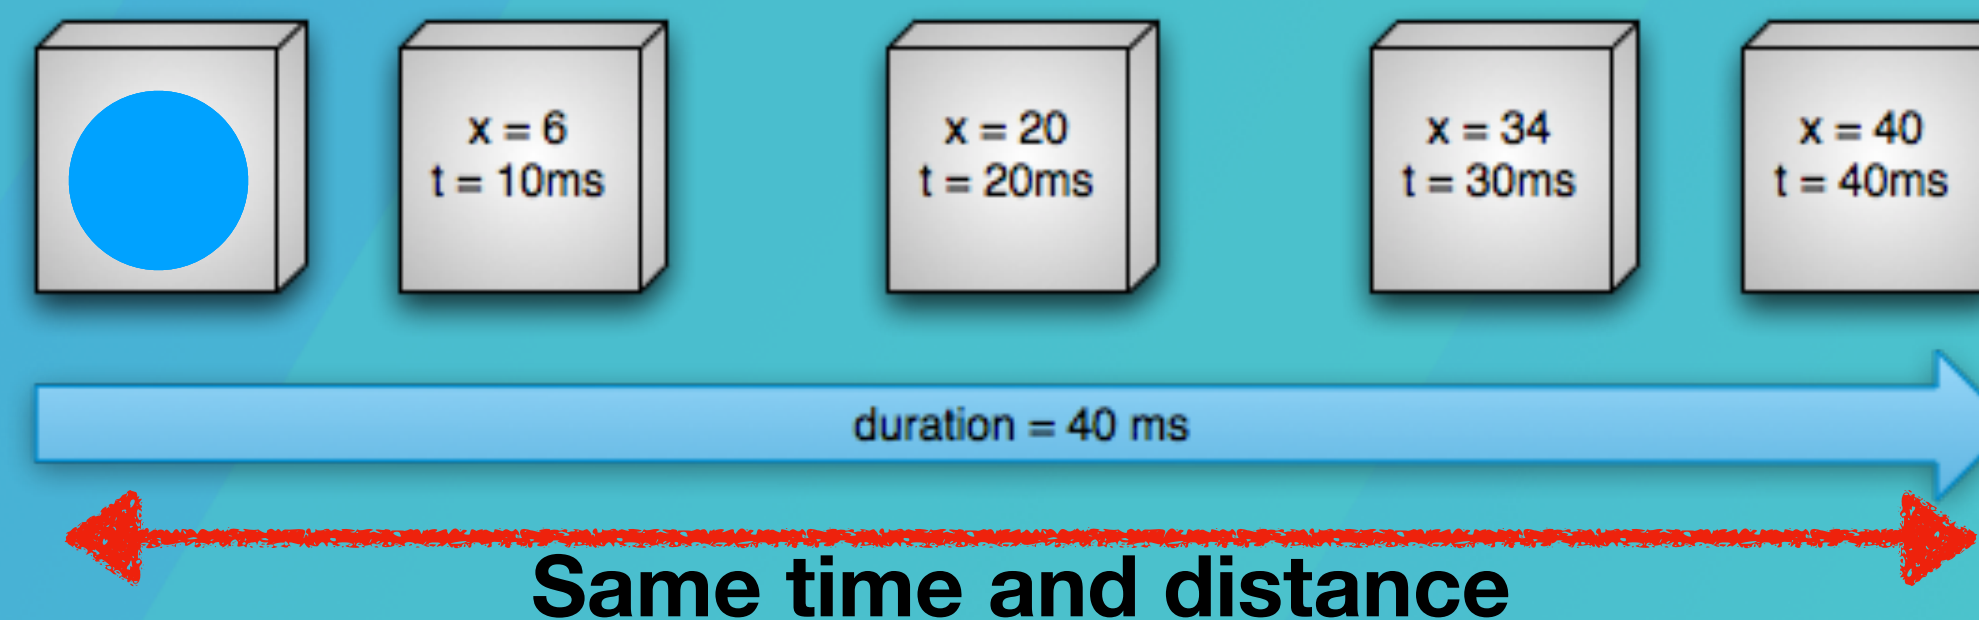 x = 6
t = 10ms
x = 20
t = 20ms
x = 34
t = 30ms
x = 40
t = 40ms
duration = 40 ms
Same time and distance